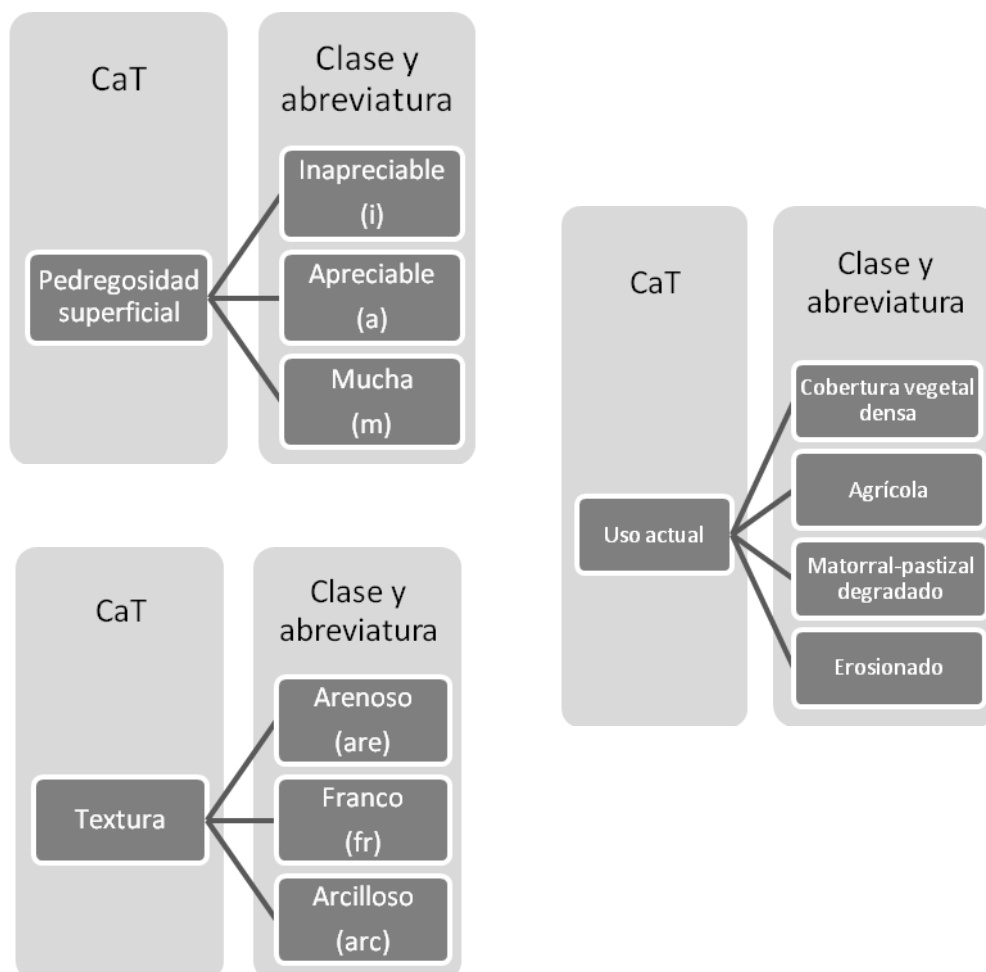 CaT
Clase y
abreviatura
Pedregosidad
superficial
Inapreciable
(i)
Apreciable
(a)
Mucha
(m)
CaT
Clase y
abreviatura
Textura
Arenoso
(are)
Franco
(fr)
Arcilloso
(arc)
CaT
Clase y
abreviatura
Uso actual
Cobertura vegetal
densa
Agrícola
Matorral-pastizal
degradado
Erosionado